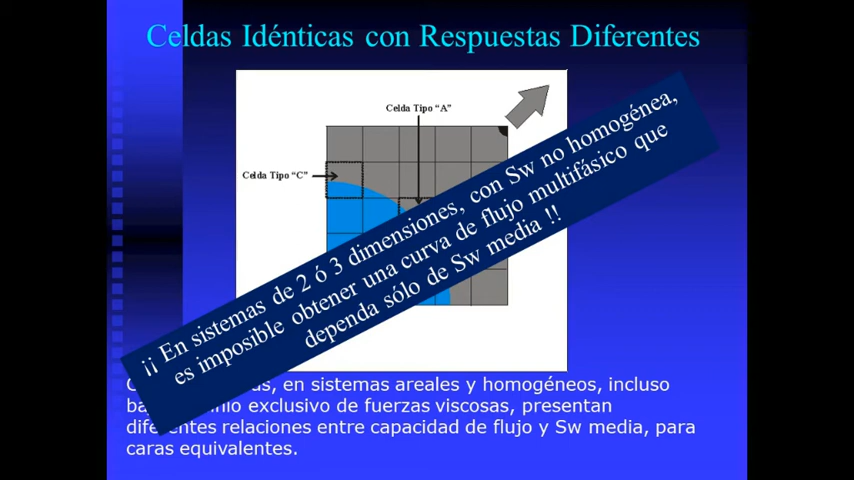 Celdas Idénticas con Respuestas Diferentes
Celda Tipo “A”
Celda Tipo “C”
¡¡ En sistemas de 2 ó 3 dimensiones, con Sw no homogénea,
es imposible obtener una curva de flujo multifásico que
dependa sólo de Sw media !!
en sistemas areales y homogéneos, incluso
exclusivo de fuerzas viscosas, presentan
diferentes relaciones entre capacidad de flujo y Sw media, para
caras equivalentes.